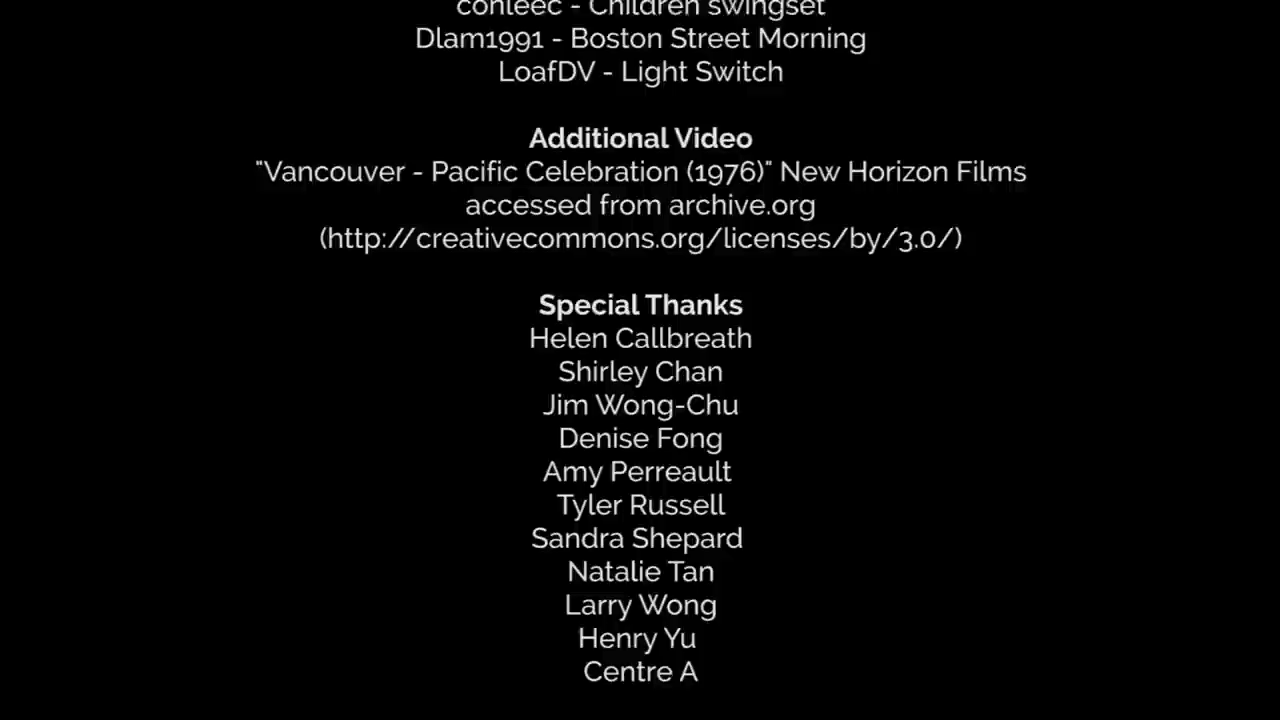 conleec - Children swingset
Dlam1991 - Boston Street Morning
LoafDV - Light Switch
Additional Video
"Vancouver - Pacific Celebration (1976)" New Horizon Films
accessed from archive.org
(http://creativecommons.org/licenses/by/3.0/)
Special Thanks
Helen Callbreath
Shirley Chan
Jim Wong-Chu
Denise Fong
Amy Perreault
Tyler Russell
Sandra Shepard
Natalie Tan
Larry Wong
Henry Yu
Centre A